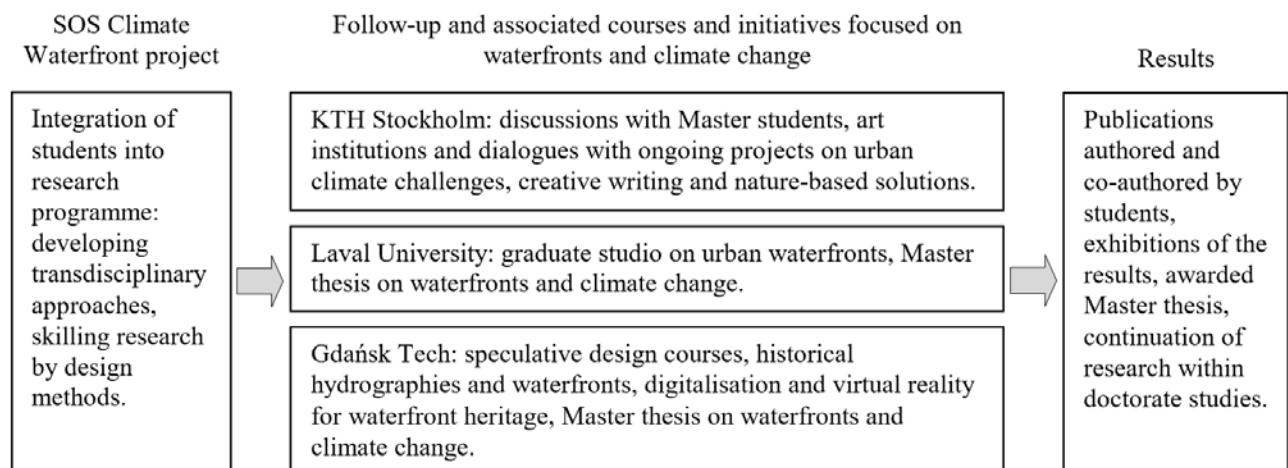 SOS Climate
Waterfront project
Follow-up and associated courses and initiatives focused on
waterfronts and climate change
Results
Integration of
students into
research
programme:
developing
transdisciplinary
approaches,
skilling research
by design
methods.
KTH Stockholm: discussions with Master students, art
institutions and dialogues with ongoing projects on urban
climate challenges, creative writing and nature-based solutions.
Laval University: graduate studio on urban waterfronts, Master
thesis on waterfronts and climate change.
Gdańsk Tech: speculative design courses, historical
hydrographies and waterfronts, digitalisation and virtual reality
for waterfront heritage, Master thesis on waterfronts and
climate change.
Publications
authored and
co-authored by
students,
exhibitions of the
results, awarded
Master thesis,
continuation of
research within
doctorate studies.